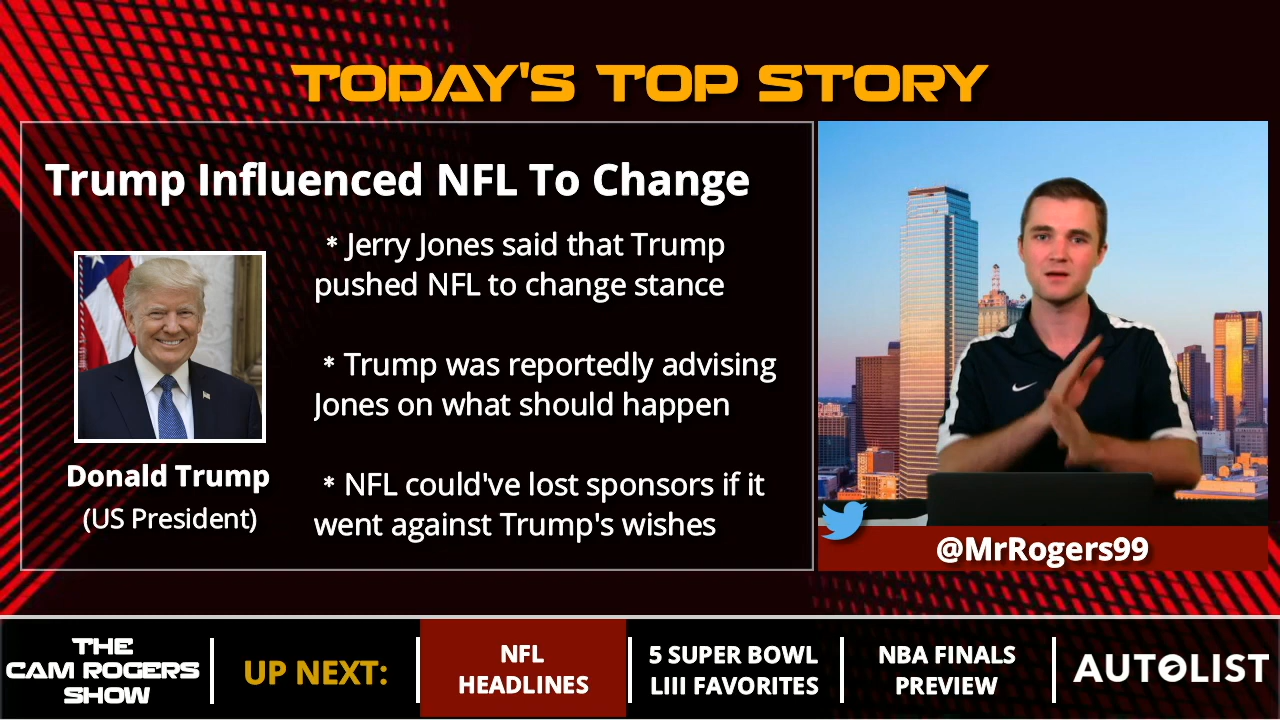 TODAY'S TOP STORY
Trump Influenced NFL To Change
* Jerry Jones said that Trump
pushed NFL to change stance
* Trump was reportedly advising
Jones on what should happen
* NFL could've lost sponsors if it
went against Trump's wishes
Donald Trump
(US President)
@MrRogers99
THE
CAM ROGERS
SHOW
UP NEXT:
NFL
HEADLINES
5 SUPER BOWL
LIII FAVORITES
NBA FINALS
PREVIEW
AUTOLIST